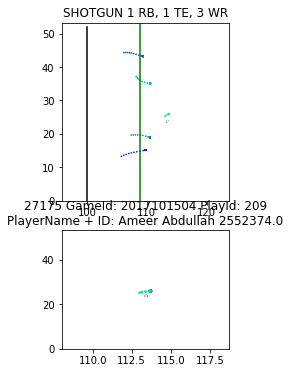 SHOTGUN 1 RB, 1 TE, 3 WR
50
40
30
20
10
0
100 110 120
27175 GameId: 2017101504 PlayId: 209
PlayerName + ID: Ameer Abdullah 2552374.0
40
20
0
110.0 112.5 115.0 117.5